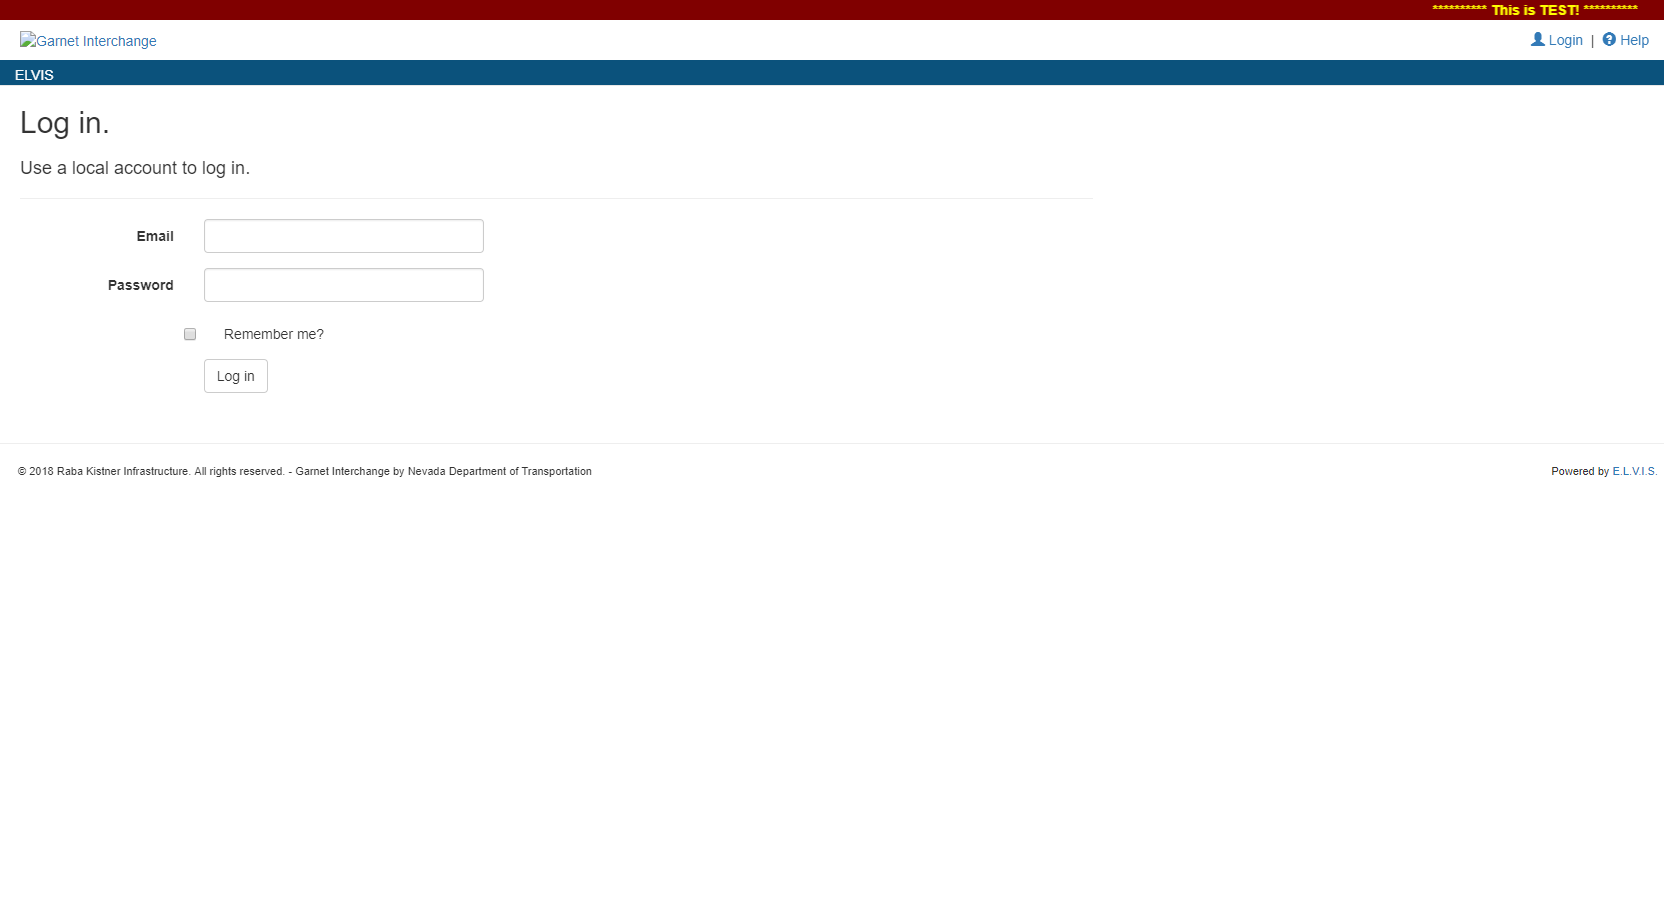 ********** This is TEST! **********
Garnet Interchange
Login | Help
ELVIS
Log in.
Use a local account to log in.
Email
Password
Remember me?
Log in
© 2018 Raba Kistner Infrastructure. All rights reserved. - Garnet Interchange by Nevada Department of Transportation
Powered by E.L.V.I.S.